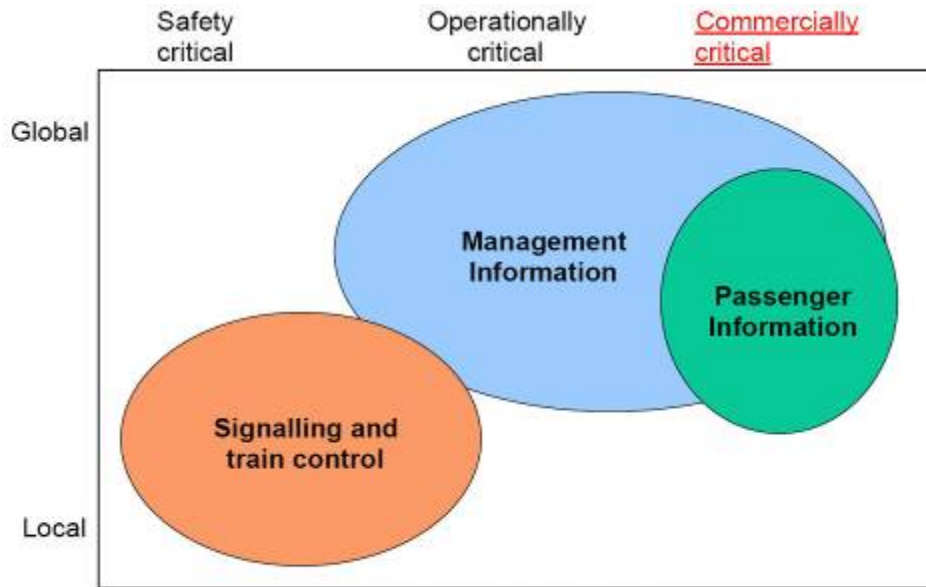 Safety
critical
Operationally
critical
Commercially
critical
Global
Management
Information
Passenger
Information
Signalling and
train control
Local